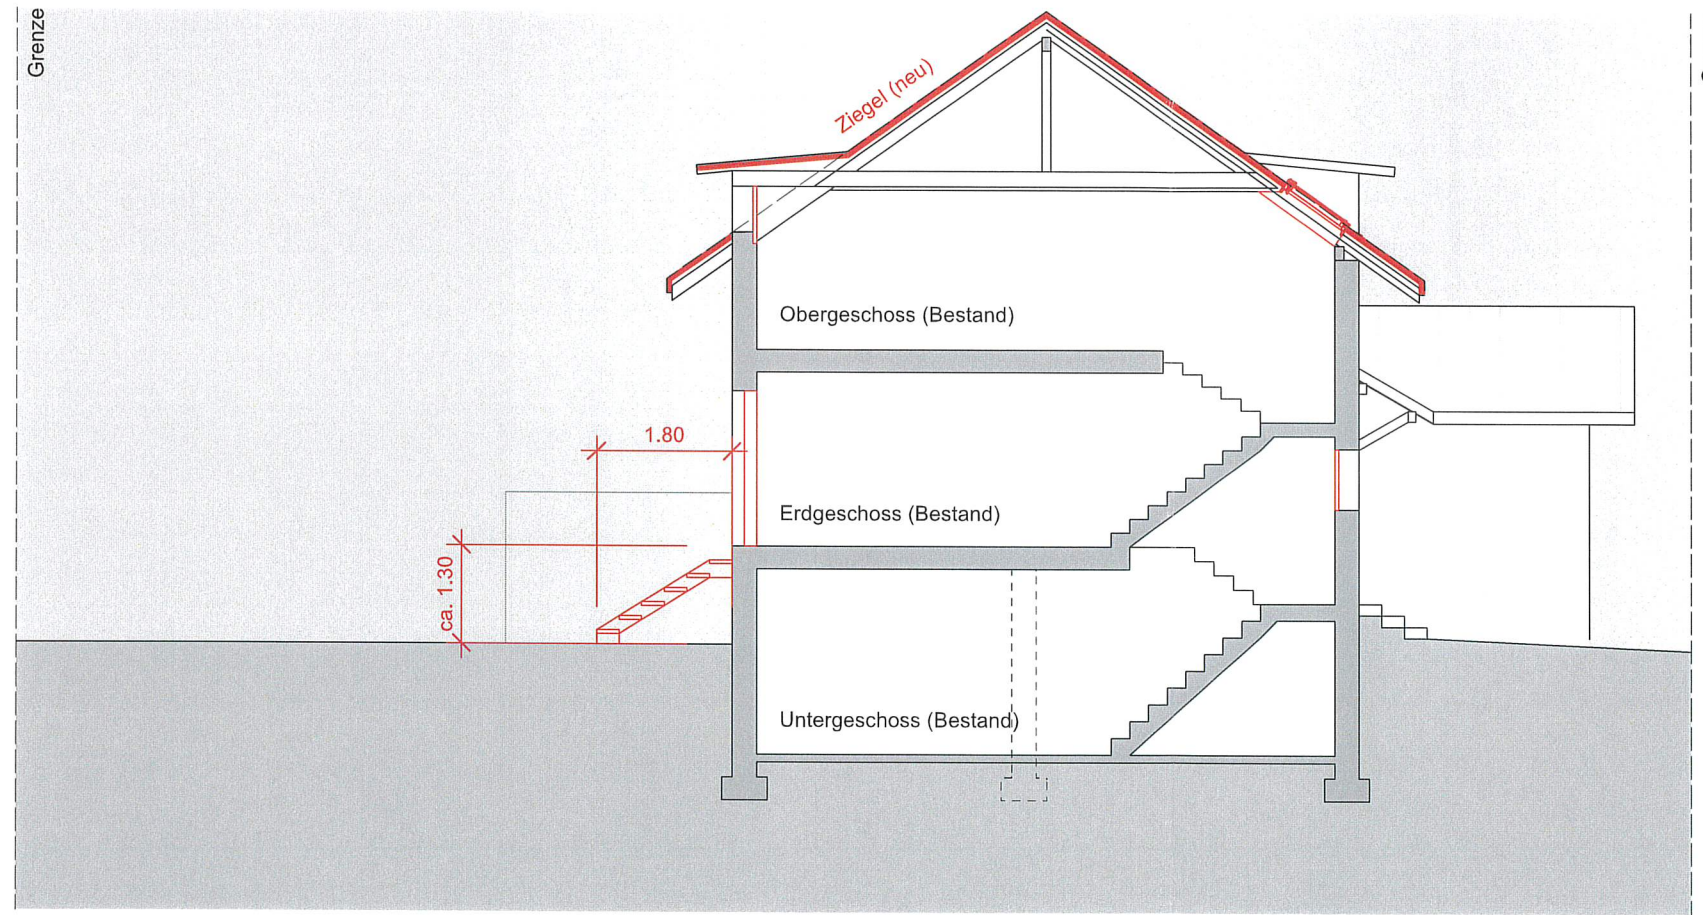 Grenze
Ziegel (neu)
Obergeschoss (Bestand)
1.80
Erdgeschoss (Bestand)
ca. 1.30
Untergeschoss (Bestand)